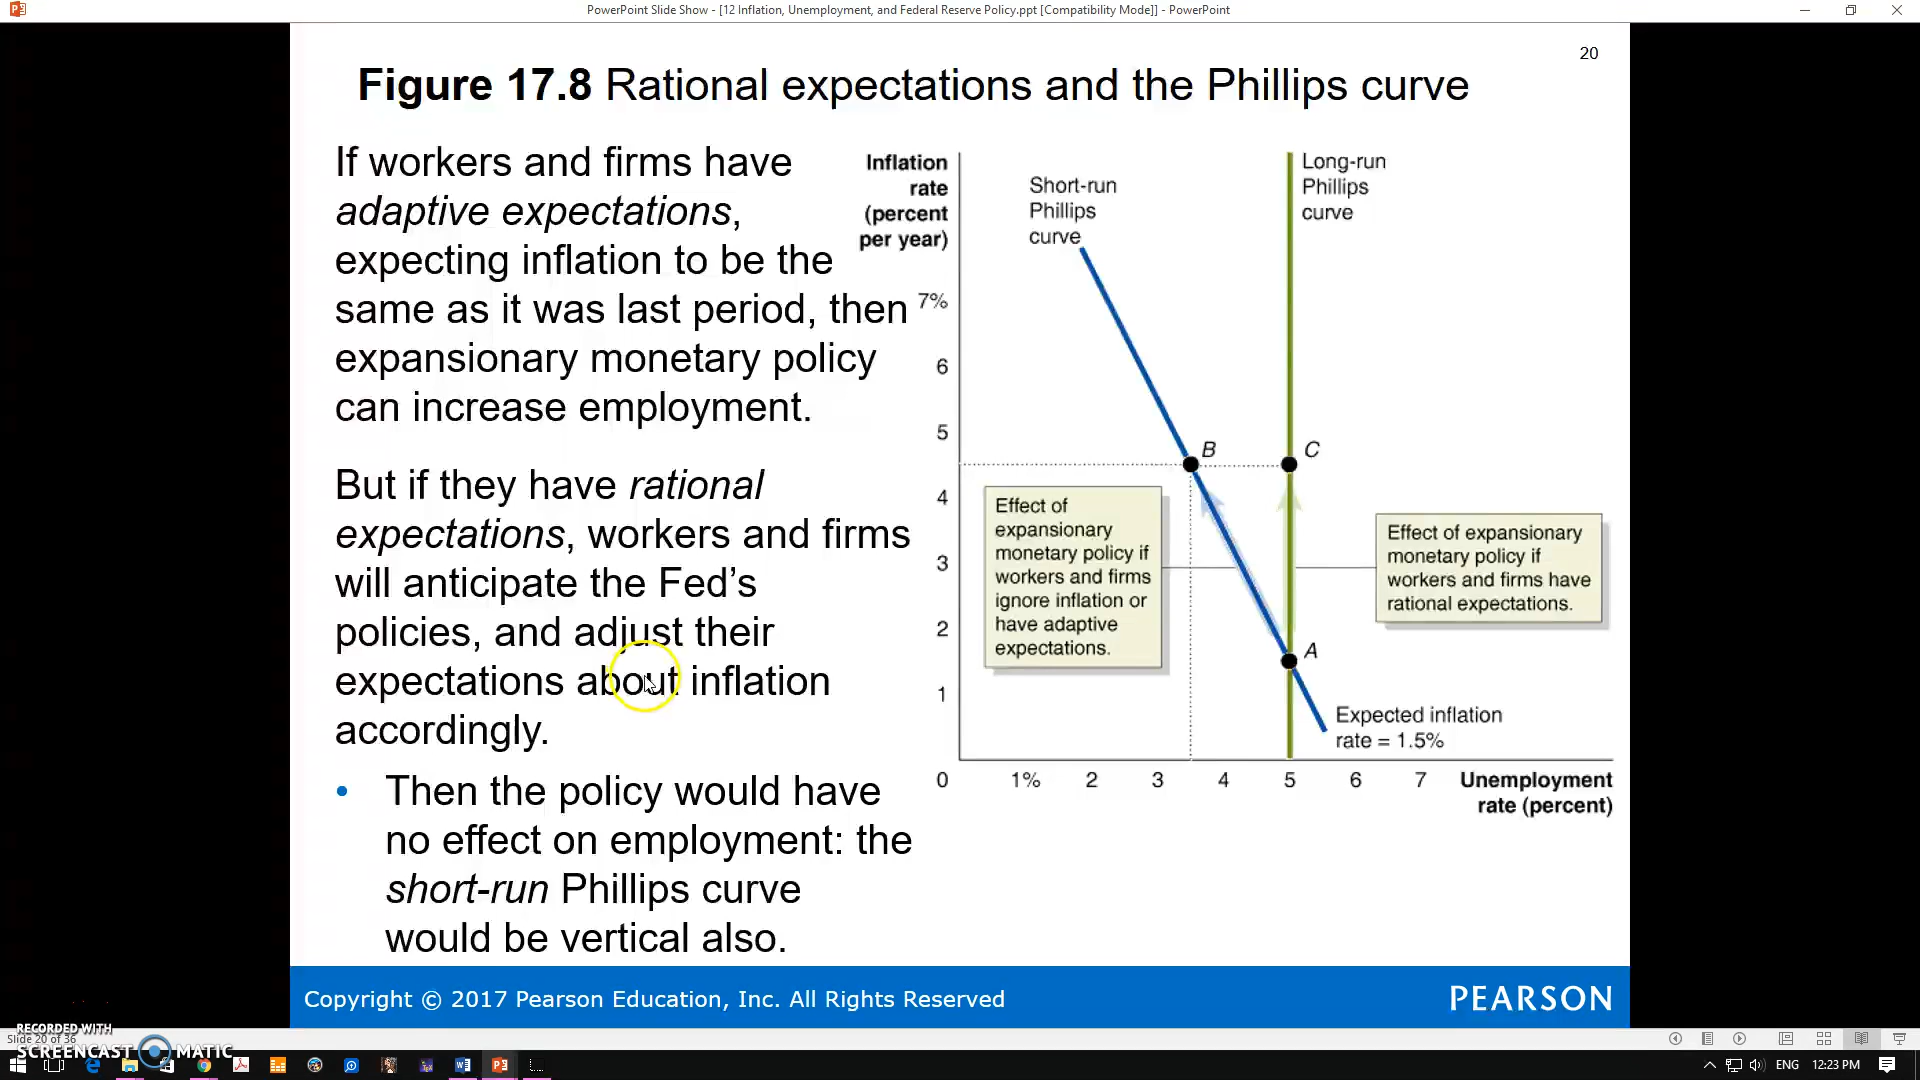 PowerPoint Slide Show - [12 Inflation, Unemployment, and Federal Reserve Policy.ppt [Compatibility Mode]] - PowerPoint
20
Figure 17.8 Rational expectations and the Phillips curve
If workers and firms have
adaptive expectations,
expecting inflation to be the
same as it was last period, then
expansionary monetary policy
can increase employment.
But if they have rational
expectations, workers and firms
will anticipate the Fed's
policies, and adjust their
expectations about inflation
accordingly.
• Then the policy would have
no effect on employment: the
short-run Phillips curve
would be vertical also.
Inflation
rate
(percent
per year)
Short-run
Phillips
curve
Long-run
Phillips
curve
7%
6
5
4
3
2
1
0
B
C
A
Effect of
expansionary
monetary policy if
workers and firms
ignore inflation or
have adaptive
expectations.
Effect of expansionary
monetary policy if
workers and firms have
rational expectations.
Expected inflation
rate = 1.5%
1% 2 3 4 5 6 7
Unemployment
rate (percent)
Copyright © 2017 Pearson Education, Inc. All Rights Reserved
PEARSON
RECORDED WITH
SCREENCAST MATIC
Slide 20 of 36
ENG 12:23 PM